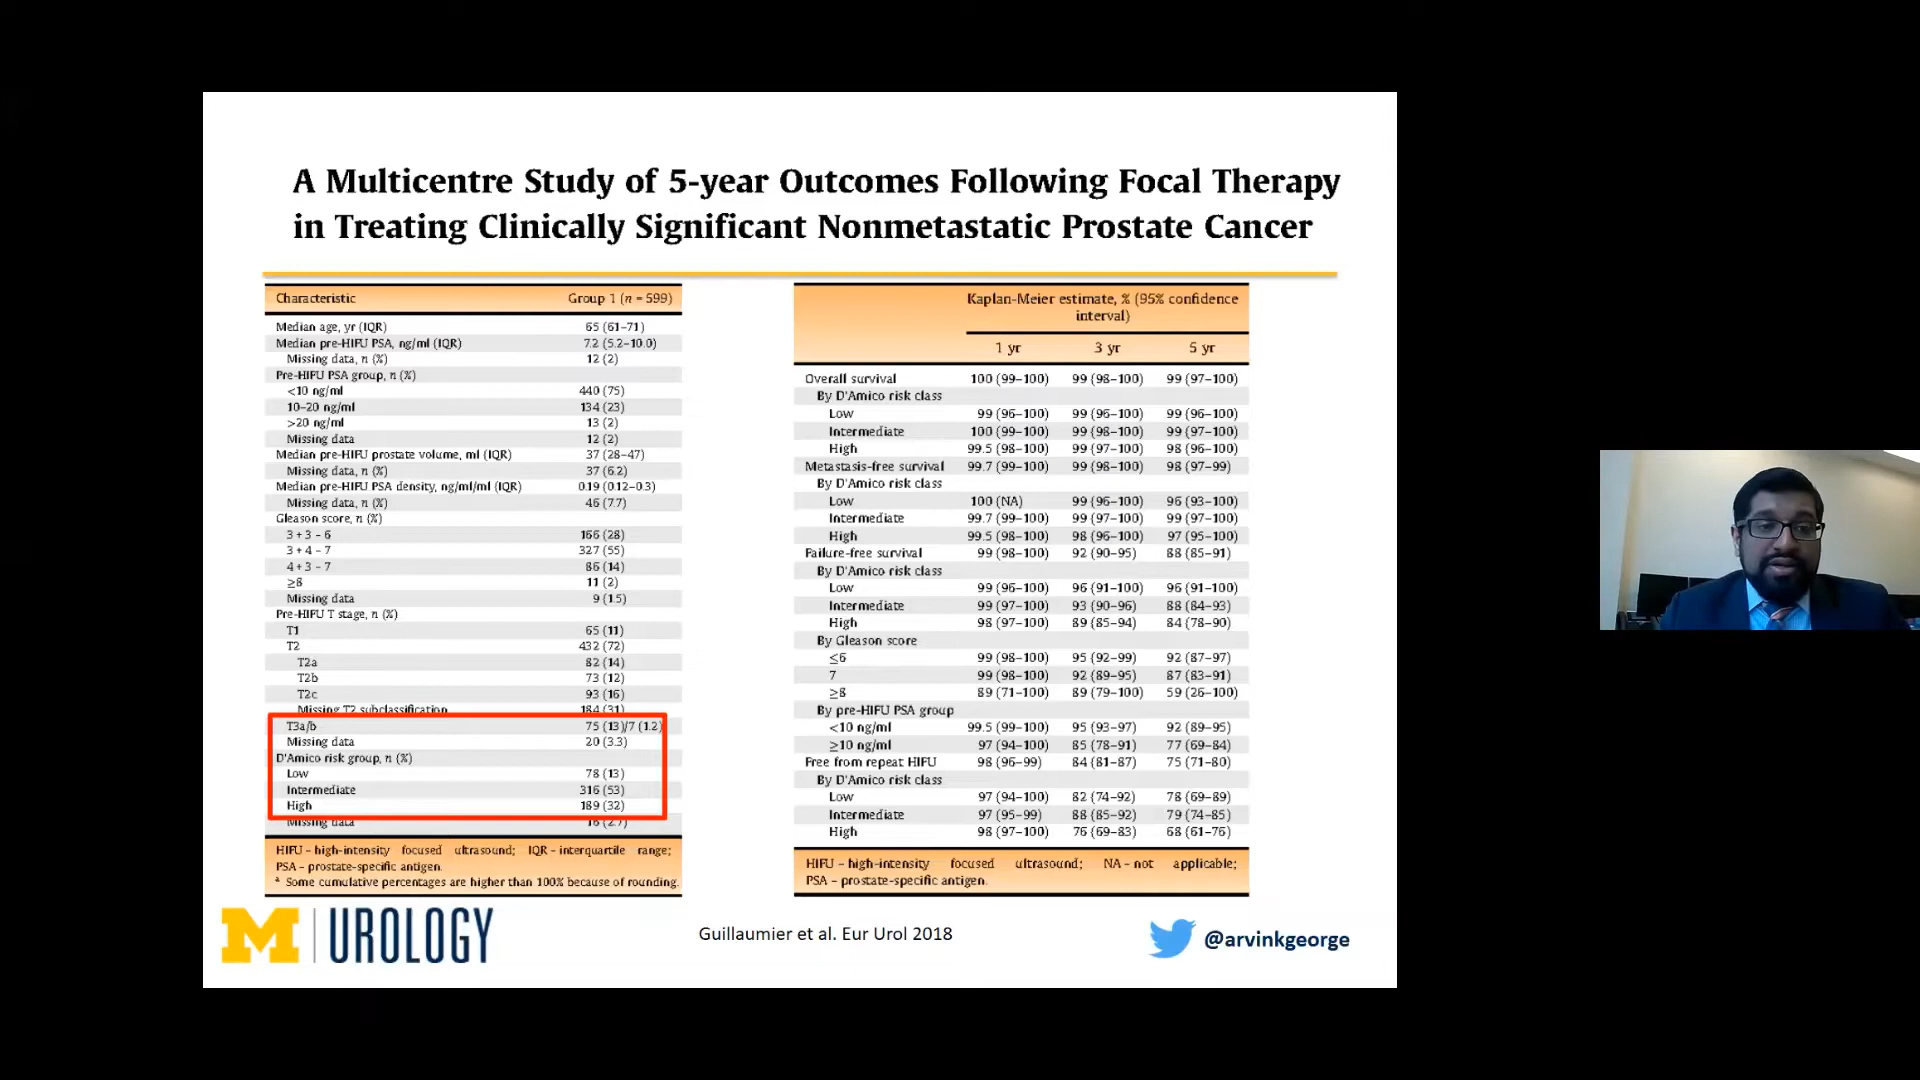 A Multicentre Study of 5-year Outcomes Following Focal Therapy
in Treating Clinically Significant Nonmetastatic Prostate Cancer
Characteristic Group 1 (n = 599)
Median age, yr (IQR) 65 (61–71)
Median pre-HIFU PSA, ng/ml (IQR) 7.2 (5.2–10.0)
Missing data, n (%) 12 (2)
Pre-HIFU PSA group, n (%)
<10 ng/ml 440 (75)
10–20 ng/ml 134 (23)
>20 ng/ml 13 (2)
Missing data 12 (2)
Median pre-HIFU prostate volume, ml (IQR) 37 (28–47)
Missing data, n (%) 37 (6.2)
Median pre-HIFU PSA density, ng/ml/ml (IQR) 0.19 (0.12–0.3)
Missing data, n (%) 46 (7.7)
Gleason score, n (%)
3 + 3 = 6 166 (28)
3 + 4 = 7 327 (55)
4 + 3 = 7 86 (14)
≥8 11 (2)
Missing data 9 (1.5)
Pre-HIFU T stage, n (%)
T1 65 (11)
T2 432 (72)
T2a 82 (14)
T2b 73 (12)
T2c 93 (16)
Missing T2 subclassification 184 (31)
T3a/b 75 (13)/7 (1.2)
Missing data 20 (3.3)
D'Amico risk group, n (%)
Low 78 (13)
Intermediate 316 (53)
High 189 (32)
Missing data 16 (2.7)
HIFU = high-intensity focused ultrasound; IQR = interquartile range;
PSA = prostate-specific antigen.
a Some cumulative percentages are higher than 100% because of rounding.
Kaplan-Meier estimate, % (95% confidence
interval)
1 yr 3 yr 5 yr
Overall survival 100 (99–100) 99 (98–100) 99 (97–100)
By D'Amico risk class
Low 99 (96–100) 99 (96–100) 99 (96–100)
Intermediate 100 (99–100) 99 (98–100) 99 (97–100)
High 99.5 (98–100) 99 (97–100) 98 (96–100)
Metastasis-free survival 99.7 (99–100) 99 (98–100) 98 (97–99)
By D'Amico risk class
Low 100 (NA) 99 (96–100) 96 (93–100)
Intermediate 99.7 (99–100) 99 (97–100) 99 (97–100)
High 99.5 (98–100) 98 (96–100) 97 (95–100)
Failure-free survival 99 (98–100) 92 (90–95) 88 (85–91)
By D'Amico risk class
Low 99 (96–100) 96 (91–100) 96 (91–100)
Intermediate 99 (97–100) 93 (90–96) 88 (84–93)
High 98 (97–100) 89 (85–94) 84 (78–90)
By Gleason score
≤6 99 (98–100) 95 (92–99) 92 (87–97)
7 99 (98–100) 92 (89–95) 87 (83–91)
≥8 89 (71–100) 89 (79–100) 59 (26–100)
By pre-HIFU PSA group
<10 ng/ml 99.5 (99–100) 95 (93–97) 92 (89–95)
≥10 ng/ml 97 (94–100) 85 (78–91) 77 (69–84)
Free from repeat HIFU 98 (96–99) 84 (81–87) 75 (71–80)
By D'Amico risk class
Low 97 (94–100) 82 (74–92) 78 (69–89)
Intermediate 97 (95–99) 88 (85–92) 79 (74–85)
High 98 (97–100) 76 (69–83) 68 (61–76)
HIFU = high-intensity focused ultrasound; NA = not applicable;
PSA = prostate-specific antigen.
M UROLOGY
Guillaumier et al. Eur Urol 2018
@arvinkgeorge